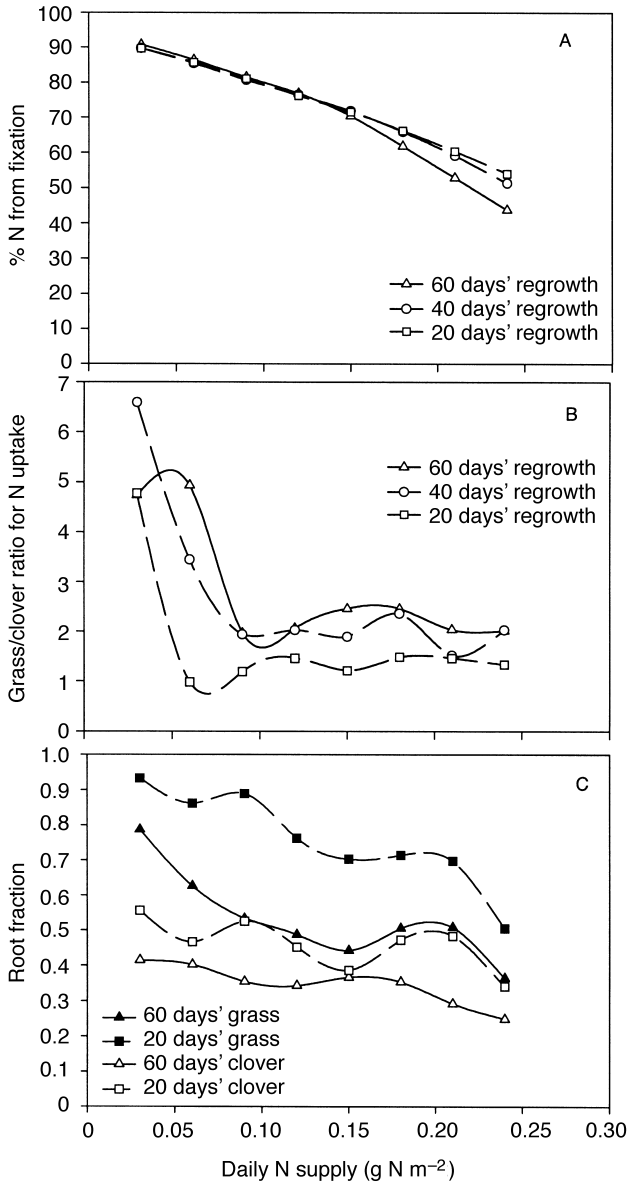 A
% N from fixation
100
90
80
70
60
50
40
30
20
10
0
60 days' regrowth
40 days' regrowth
20 days' regrowth
B
Grass/clover ratio for N uptake
7
6
5
4
3
2
1
0
60 days' regrowth
40 days' regrowth
20 days' regrowth
C
Root fraction
1.0
0.9
0.8
0.7
0.6
0.5
0.4
0.3
0.2
0.1
0
60 days' grass
20 days' grass
60 days' clover
20 days' clover
0 0.05 0.10 0.15 0.20 0.25 0.30
Daily N supply (g N m⁻²)